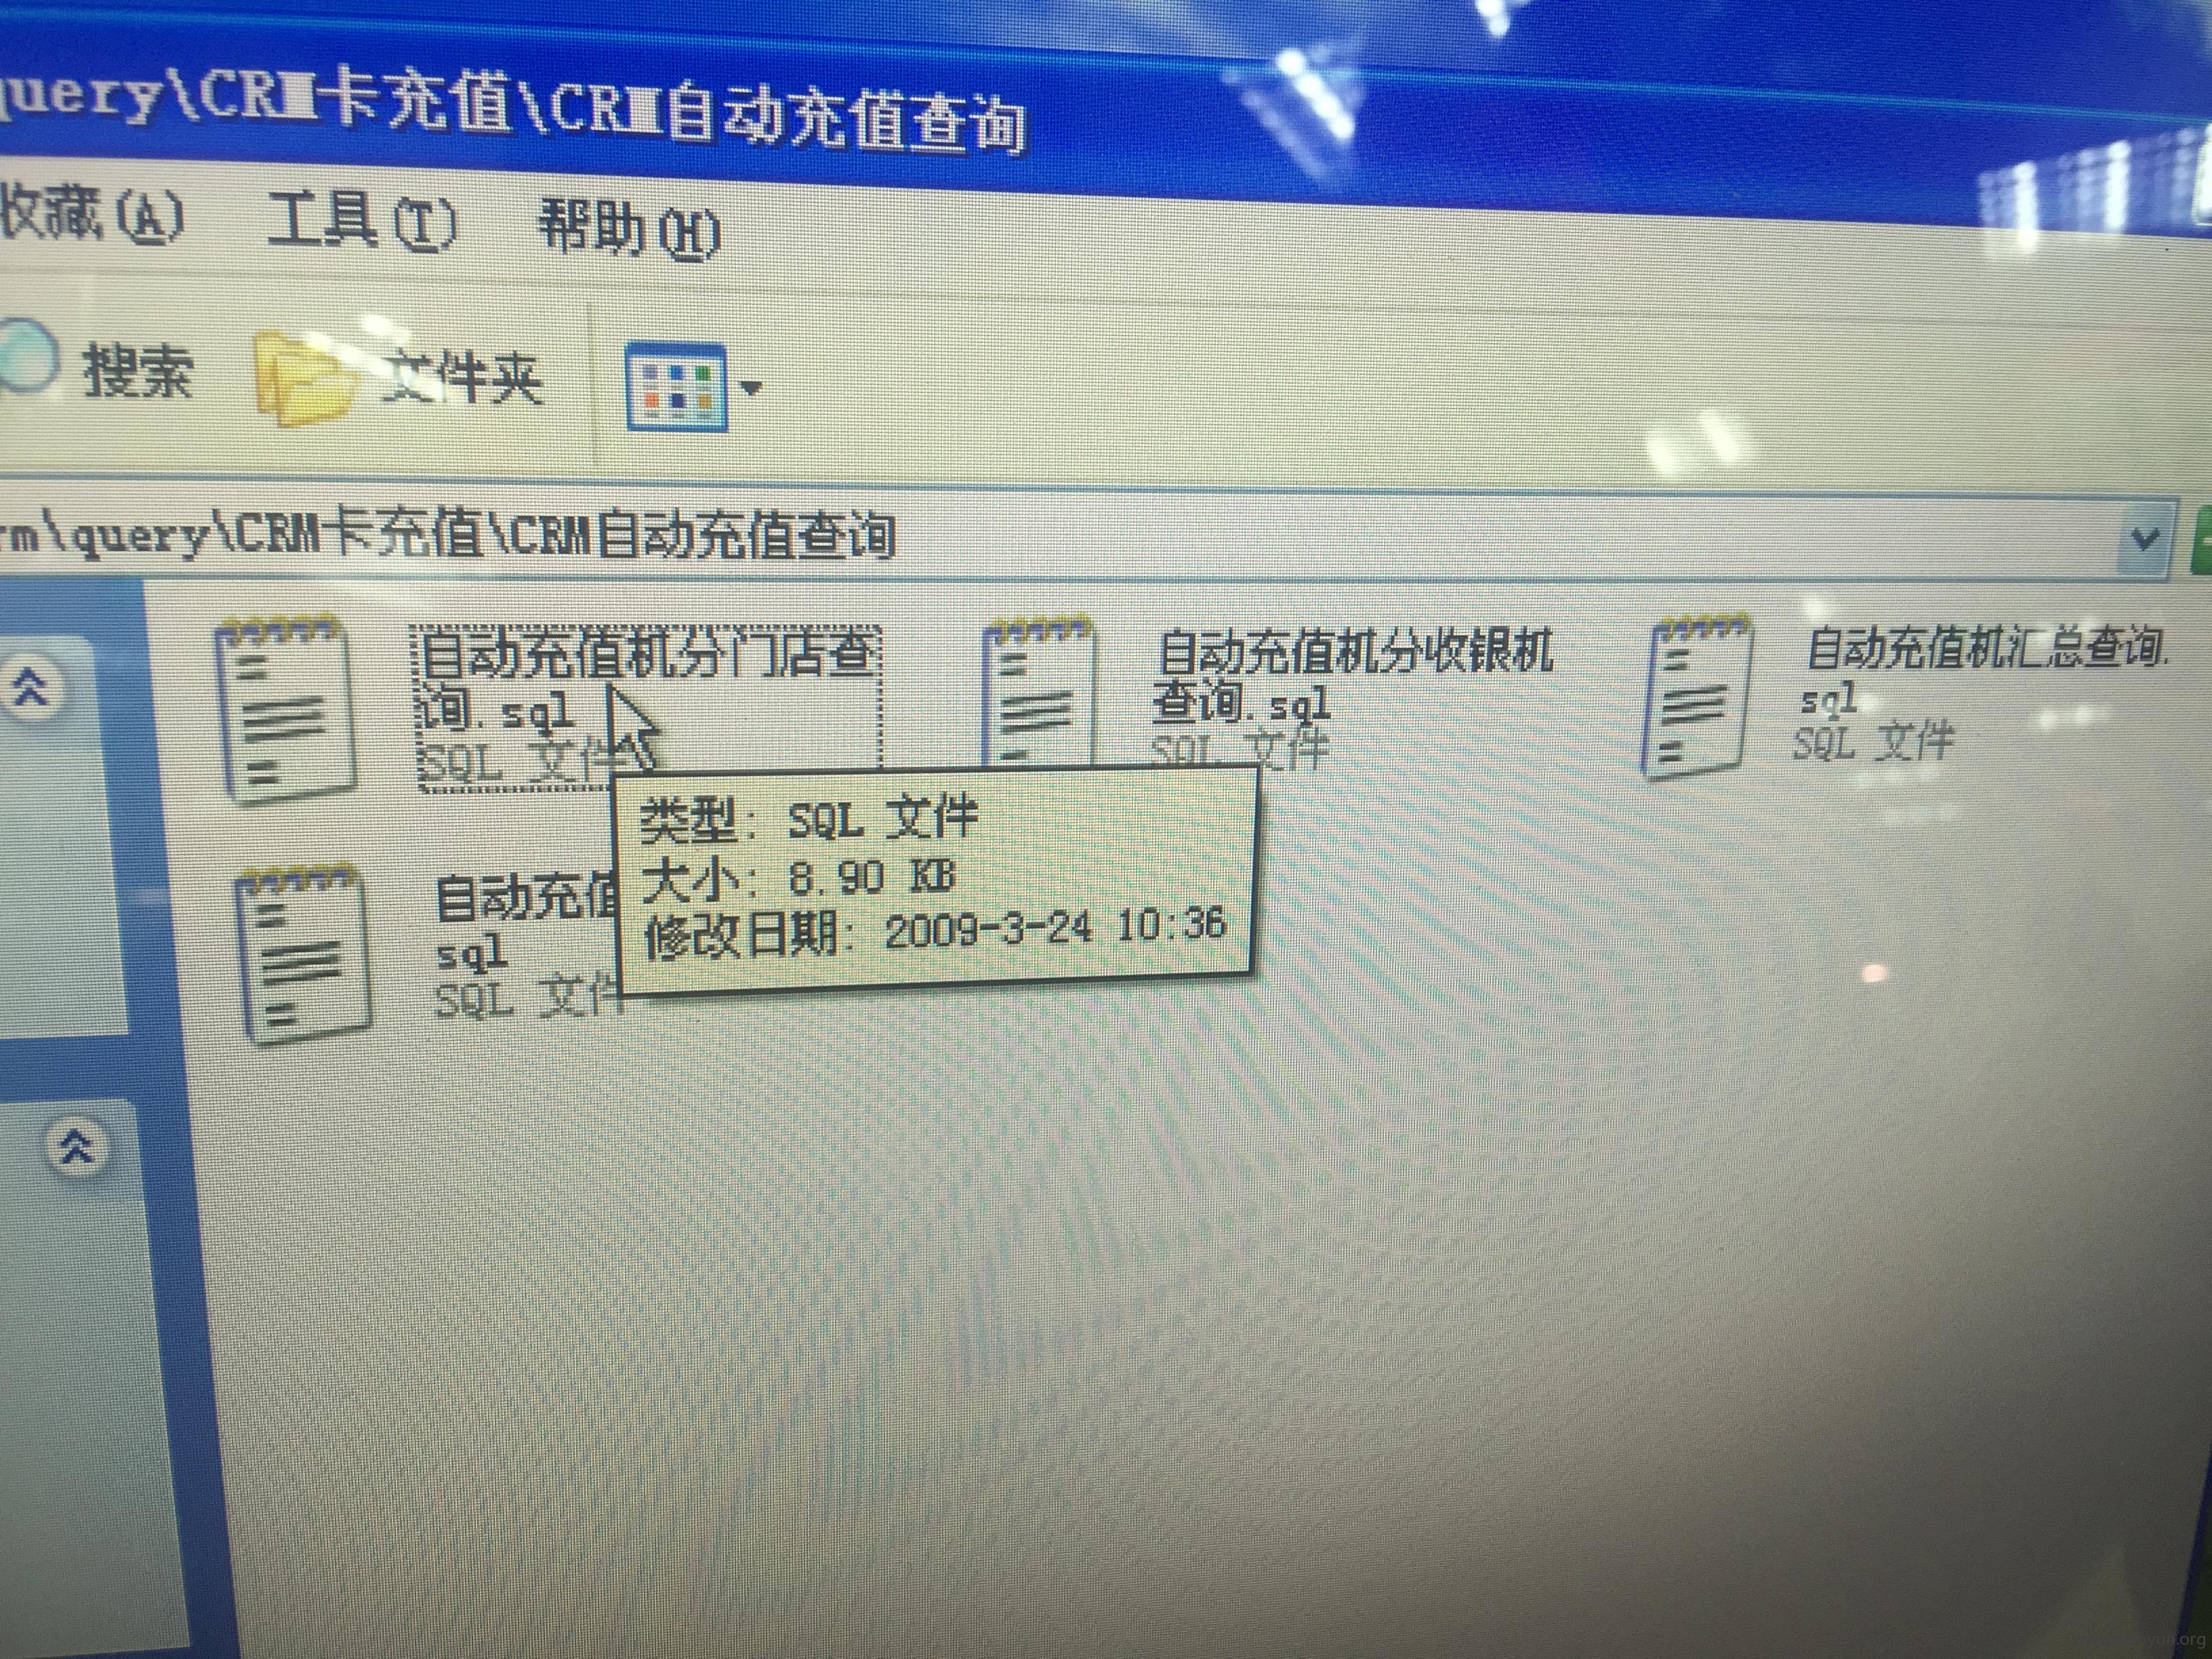 query\CRM卡充值\CRM自动充值查询
收藏(A) 工具(T) 帮助(H)
搜索 文件夹
rm\query\CRM卡充值\CRM自动充值查询
自动充值机分门店查
询.sql
SQL 文件
自动充值机分收银机
查询.sql
SQL 文件
自动充值机汇总查询.
sql
SQL 文件
自动充值
sql
SQL 文件
类型: SQL 文件
大小: 8.90 KB
修改日期: 2009-3-24 10:36